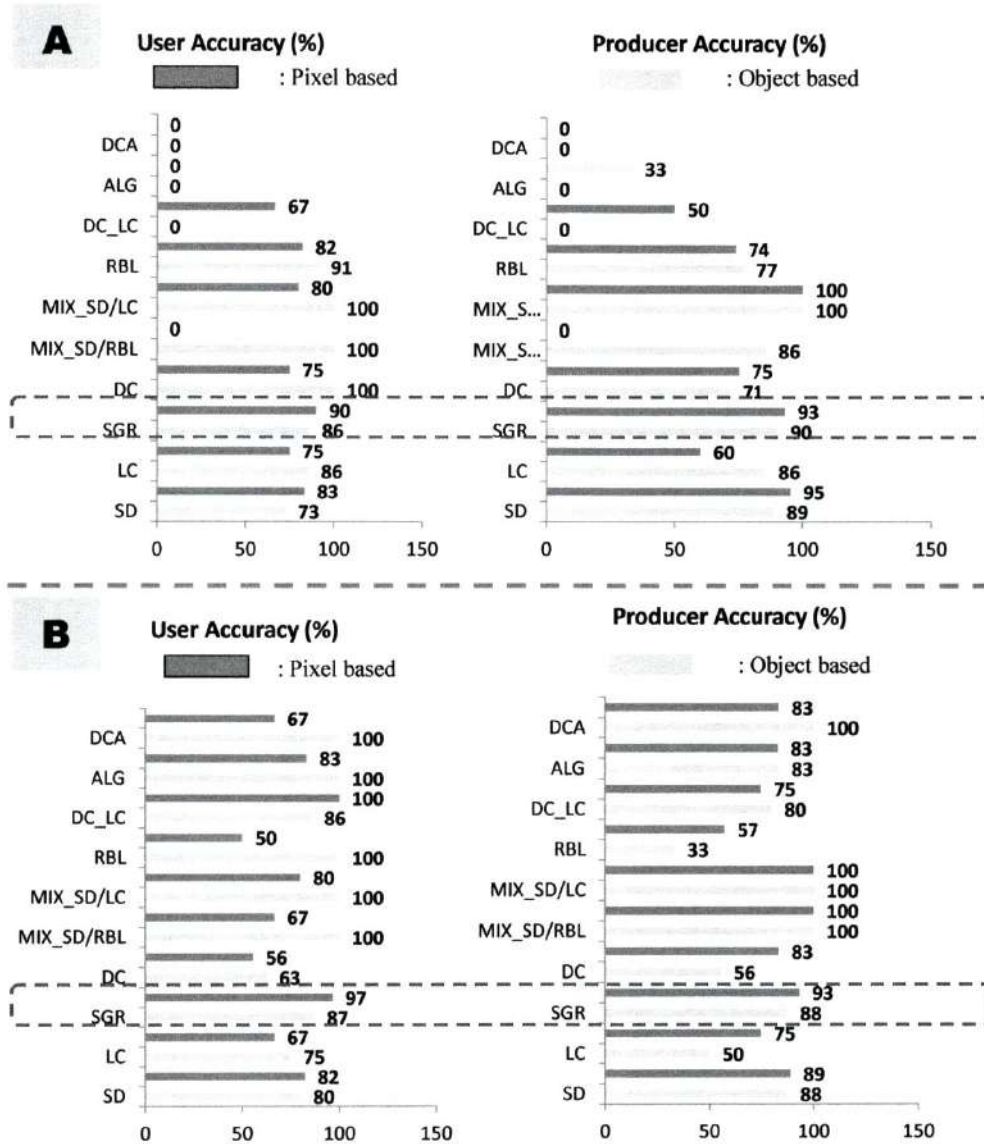 A
User Accuracy (%)
Producer Accuracy (%)
: Pixel based
: Object based
0
DCA 0
0
ALG 0
67
DC_LC 0
82
RBL 91
80
MIX_SD/LC 100
0
MIX_SD/RBL 100
75
DC 100
90
SGR 86
75
LC 86
83
SD 73
0 50 100 150
0
DCA 0
33
ALG 0
50
DC_LC 0
74
RBL 77
100
MIX_S... 100
0
MIX_S... 86
75
DC 71
93
SGR 90
60
LC 86
95
SD 89
0 50 100 150
B
User Accuracy (%)
Producer Accuracy (%)
: Pixel based
: Object based
67
DCA 100
83
ALG 100
100
DC_LC 86
50
RBL 100
80
MIX_SD/LC 100
67
MIX_SD/RBL 100
56
DC 63
97
SGR 87
67
LC 75
82
SD 80
0 50 100 150
83
DCA 100
83
ALG 83
75
DC_LC 80
57
RBL 33
100
MIX_SD/LC 100
100
MIX_SD/RBL 100
83
DC 56
93
SGR 88
75
LC 50
89
SD 88
0 50 100 150